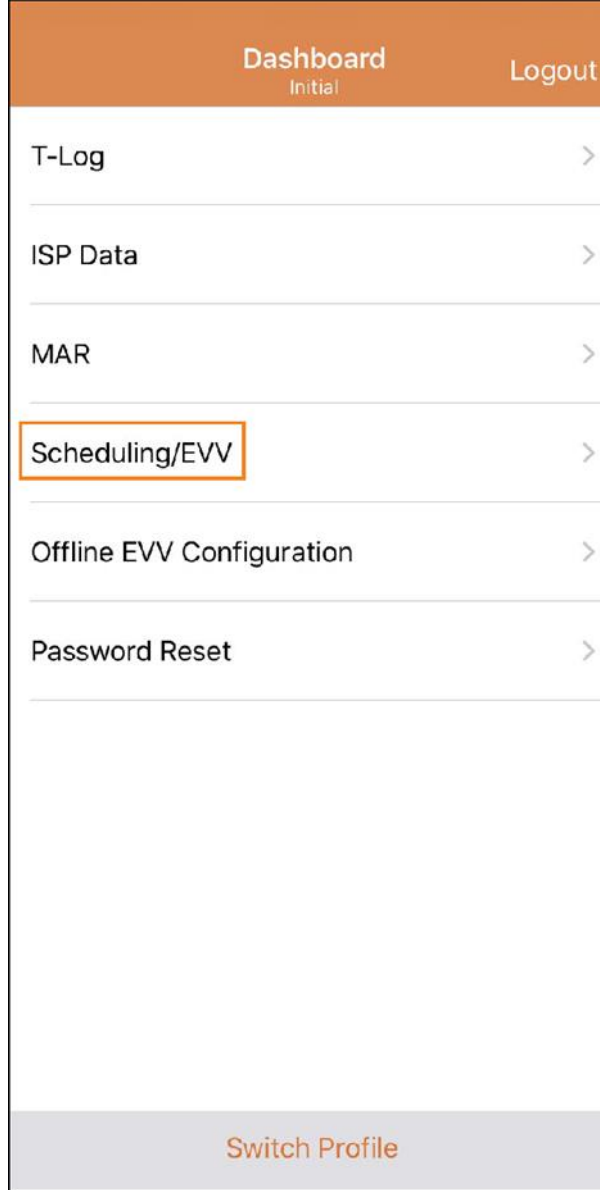 Dashboard
Initial
Logout
T-Log
ISP Data
MAR
Scheduling/EVV
Offline EVV Configuration
Password Reset
Switch Profile